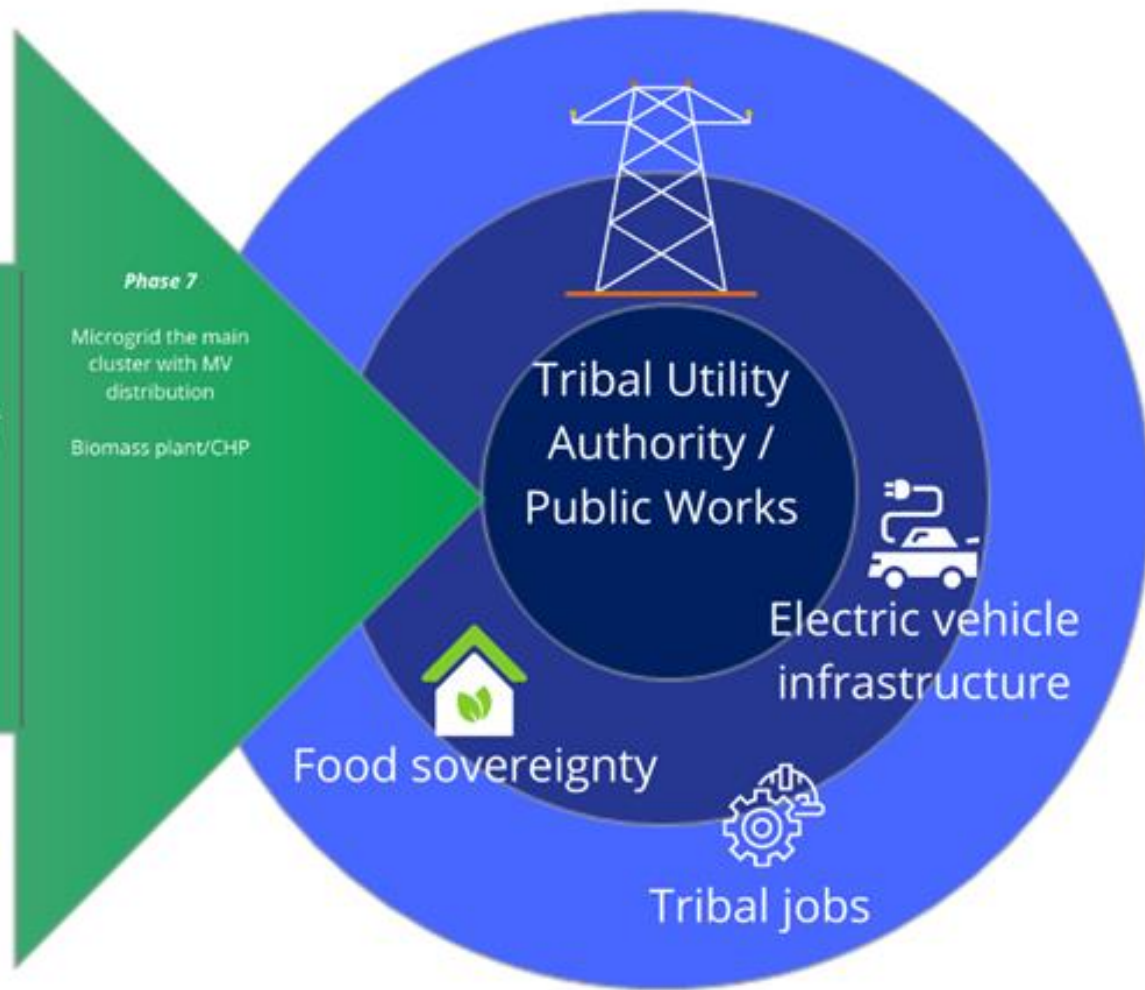 Phase 7
Microgrid the main
cluster with MV
distribution
Biomass plant/CHP
Tribal Utility
Authority /
Public Works
Electric vehicle
infrastructure
Food sovereignty
Tribal jobs